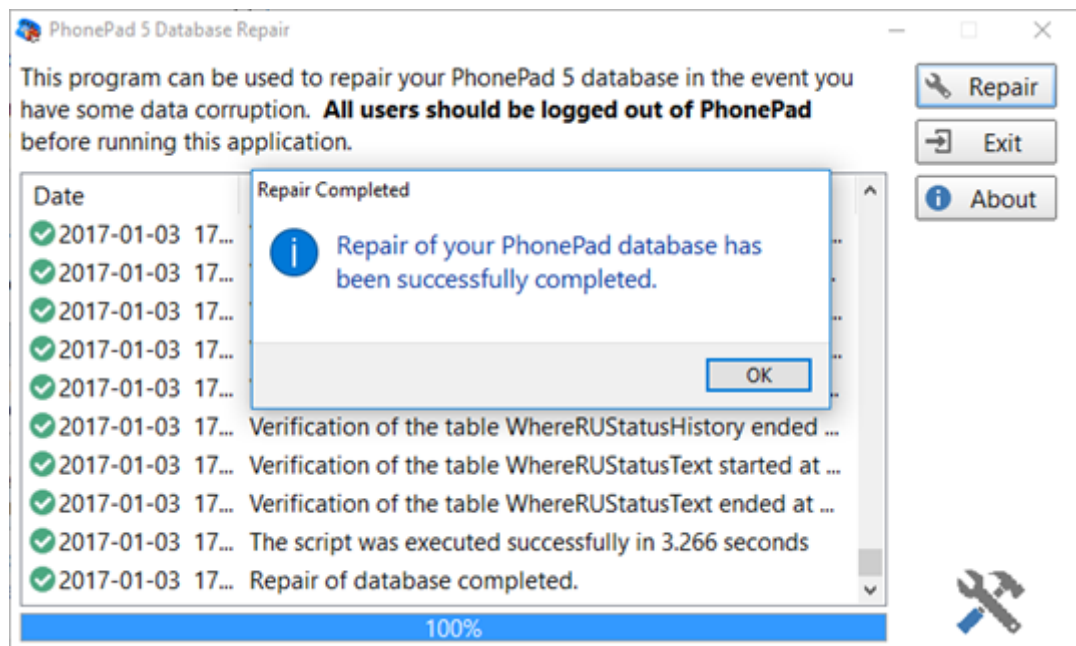 PhonePad 5 Database Repair
This program can be used to repair your PhonePad 5 database in the event you
have some data corruption. All users should be logged out of PhonePad
before running this application.
Repair
Exit
About
Date
Repair Completed
Repair of your PhonePad database has
been successfully completed.
OK
2017-01-03 17...
2017-01-03 17...
2017-01-03 17...
2017-01-03 17...
2017-01-03 17...
2017-01-03 17... Verification of the table WhereRUStatusHistory ended ...
2017-01-03 17... Verification of the table WhereRUStatusText started at ...
2017-01-03 17... Verification of the table WhereRUStatusText ended at ...
2017-01-03 17... The script was executed successfully in 3.266 seconds
2017-01-03 17... Repair of database completed.
100%